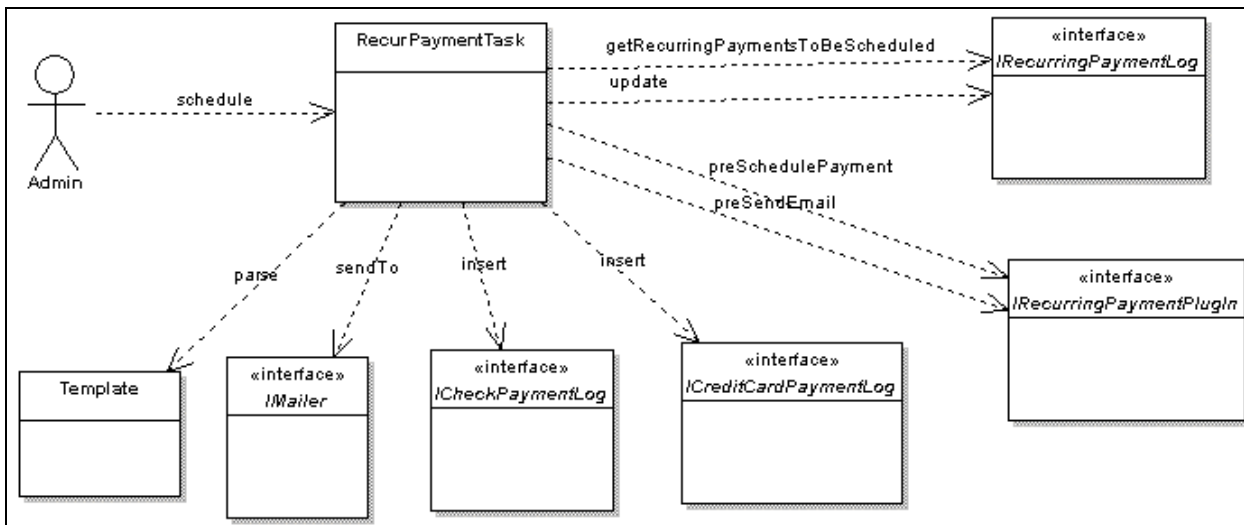 RecurPaymentTask
getRecurringPaymentsToBeScheduled
«interface»
IRecurringPaymentLog
update
schedule
Admin
preSchedulePayment
preSendEmail
parse
sendTo
insert
insert
«interface»
IRecurringPaymentPlugIn
Template
«interface»
IMailer
«interface»
ICheckPaymentLog
«interface»
ICreditCardPaymentLog